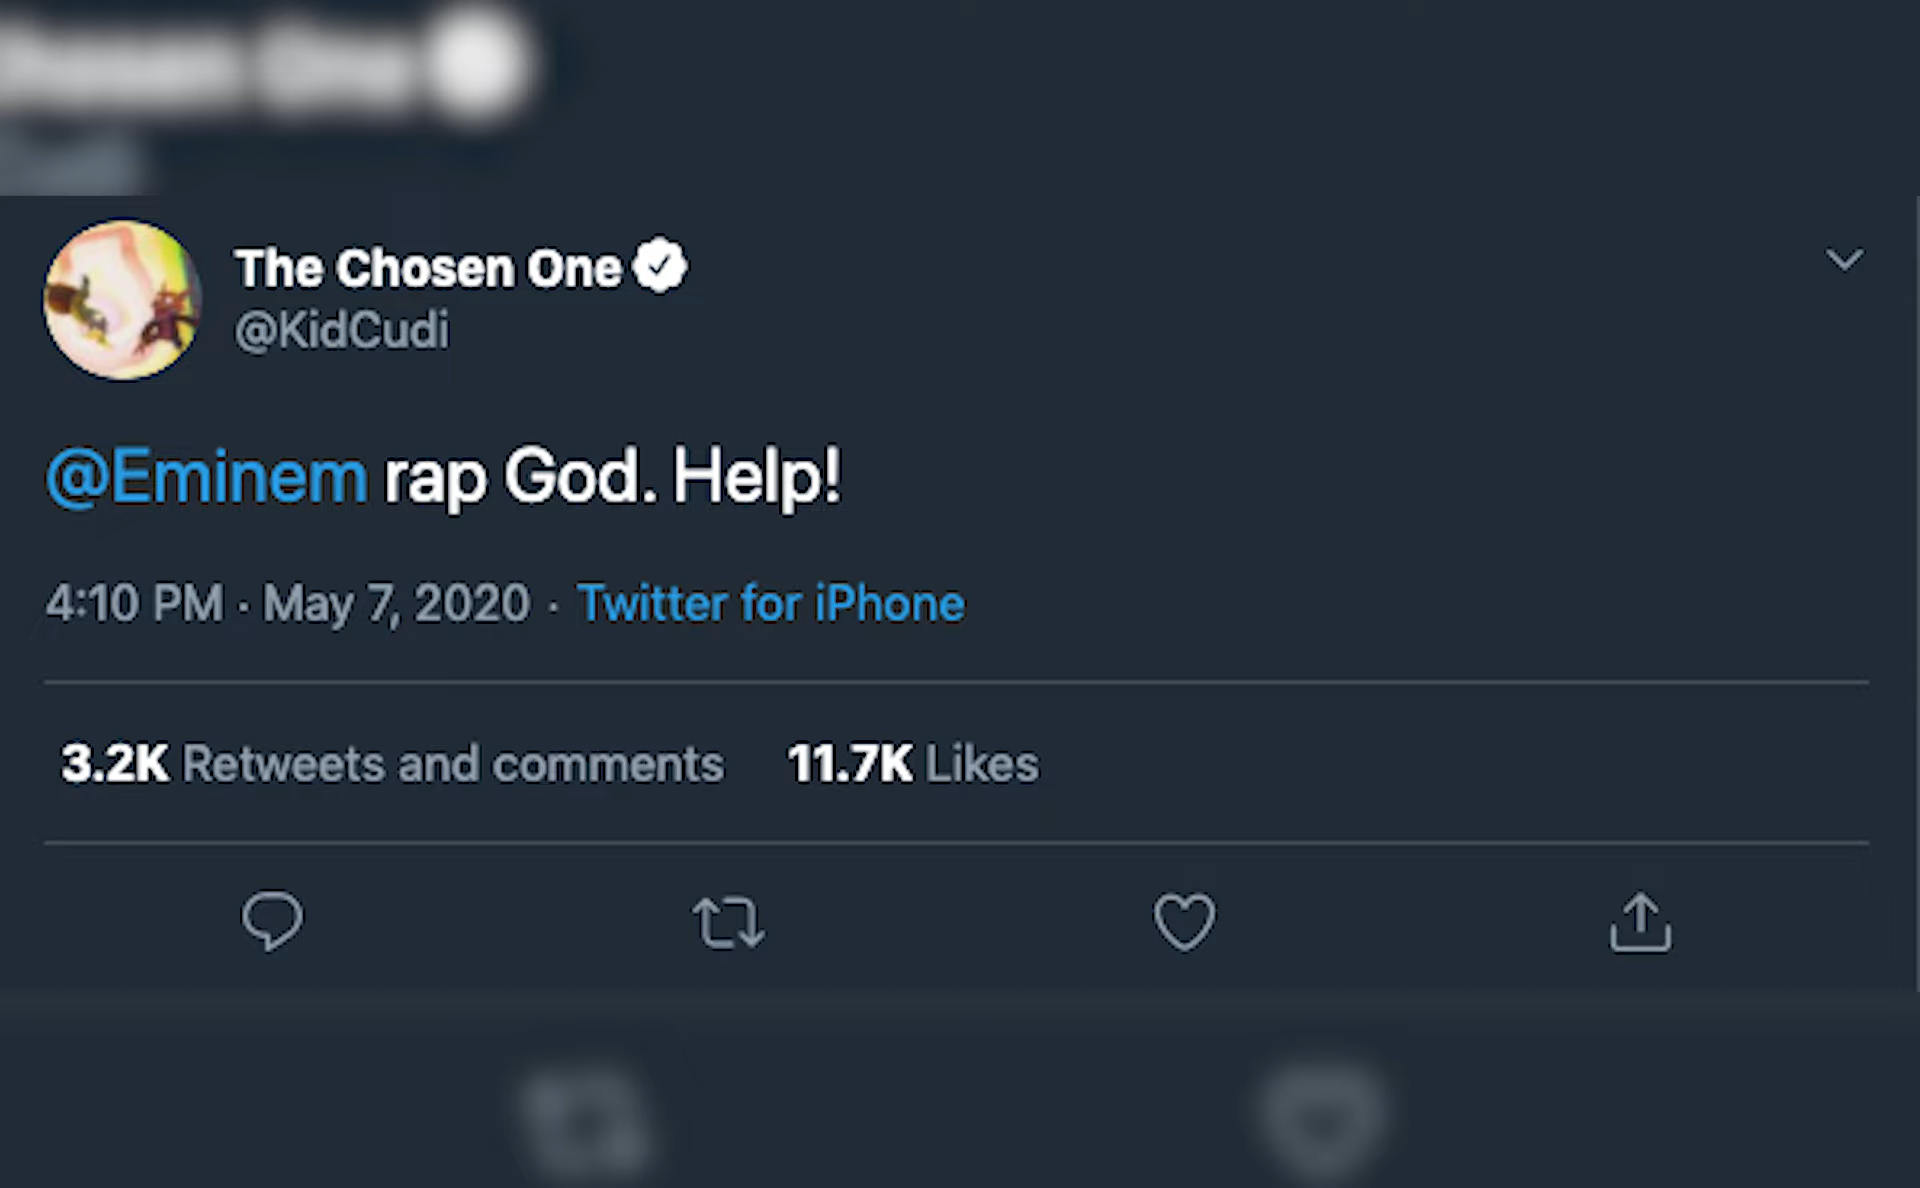 The Chosen One
@KidCudi
@Eminem rap God. Help!
4:10 PM · May 7, 2020 · Twitter for iPhone
3.2K Retweets and comments 11.7K Likes